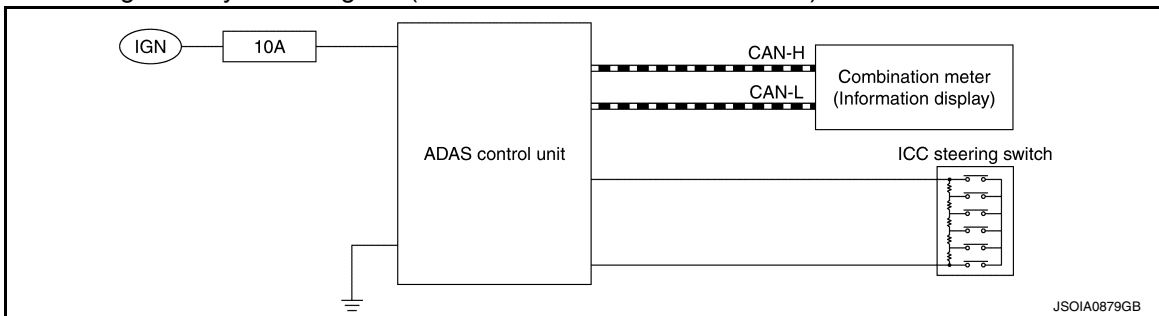 IGN
10A
CAN-H
CAN-L
Combination meter
(Information display)
ADAS control unit
ICC steering switch
JSOIA0879GB